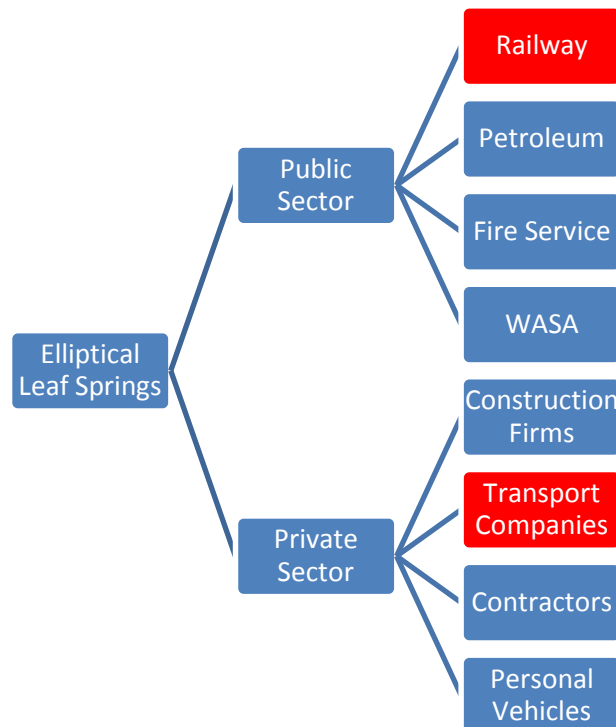 Railway
Petroleum
Public
Sector
Fire Service
WASA
Elliptical
Leaf Springs
Construction
Firms
Transport
Companies
Private
Sector
Contractors
Personal
Vehicles